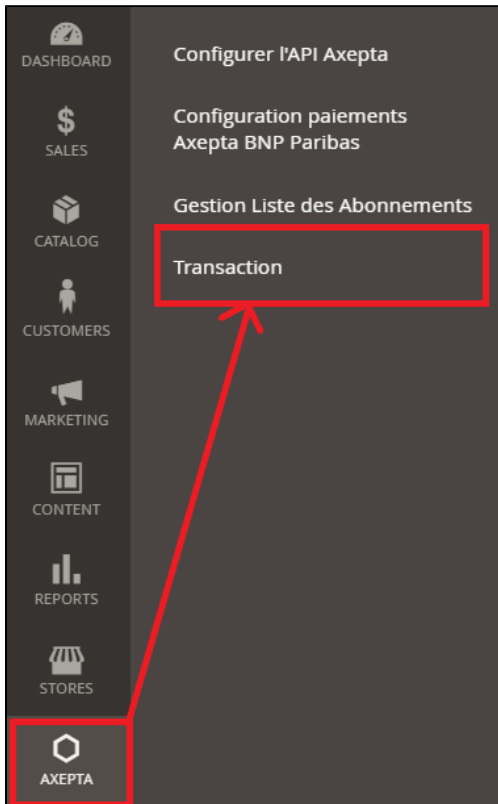 DASHBOARD
SALES
CATALOG
CUSTOMERS
MARKETING
CONTENT
REPORTS
STORES
AXEPTA
Configurer l'API Axepta
Configuration paiements
Axepta BNP Paribas
Gestion Liste des Abonnements
Transaction